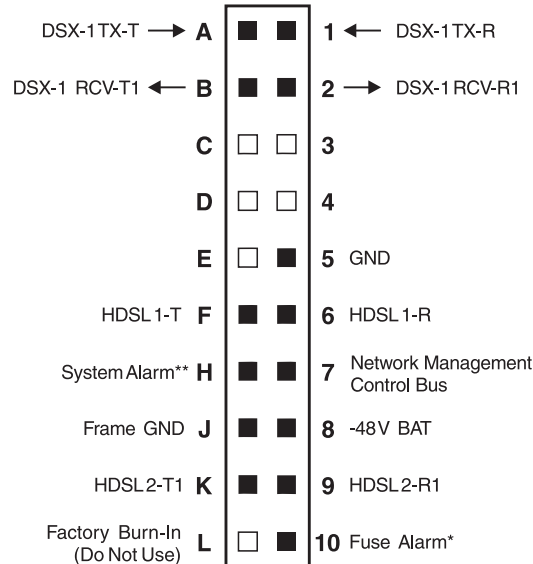 DSX-1 TX-T A 1 DSX-1 TX-R
DSX-1 RCV-T1 B 2 DSX-1 RCV-R1
C 3
D 4
E 5 GND
HDSL 1-T F 6 HDSL 1-R
System Alarm** H 7 Network Management
Control Bus
Frame GND J 8 -48V BAT
HDSL 2-T1 K 9 HDSL 2-R1
Factory Burn-In
(Do Not Use) L 10 Fuse Alarm*